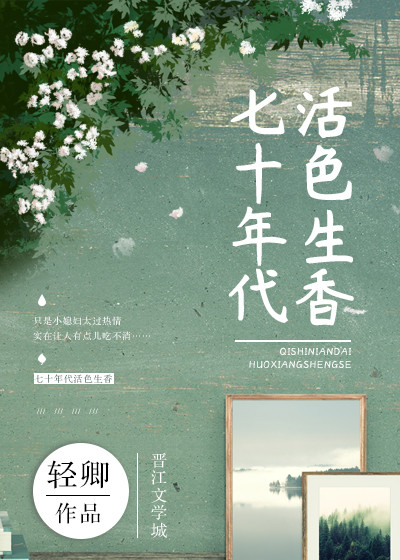 七十年代
活色生香
QISHINIANDAI
HUOXIANGSHENGSE
只是小媳妇太过热情
实在让人有点儿吃不消……
七十年代活色生香
/// /// /// ///
轻卿
作品
晋江文学城